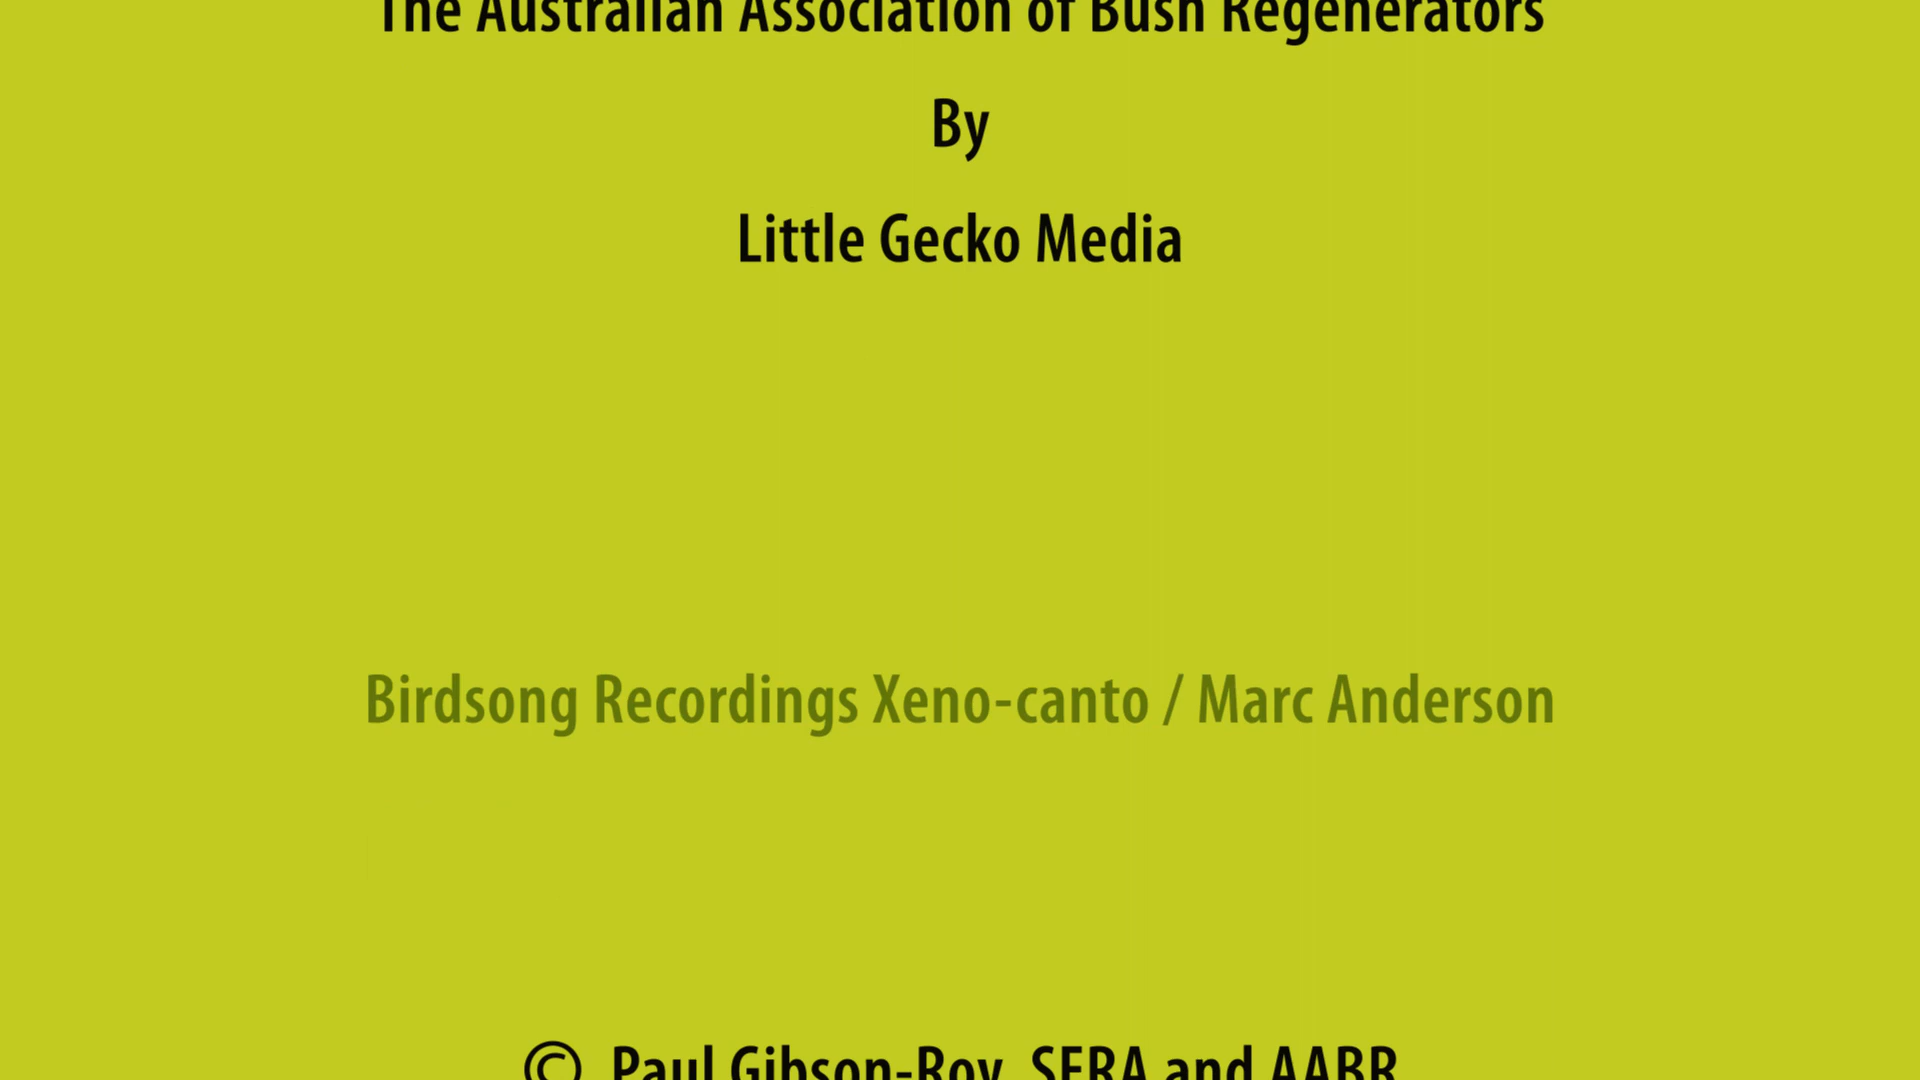 The Australian Association of Bush Regenerators
By
Little Gecko Media
Birdsong Recordings Xeno-canto / Marc Anderson
© Paul Gibson-Roy, SERA and AABR